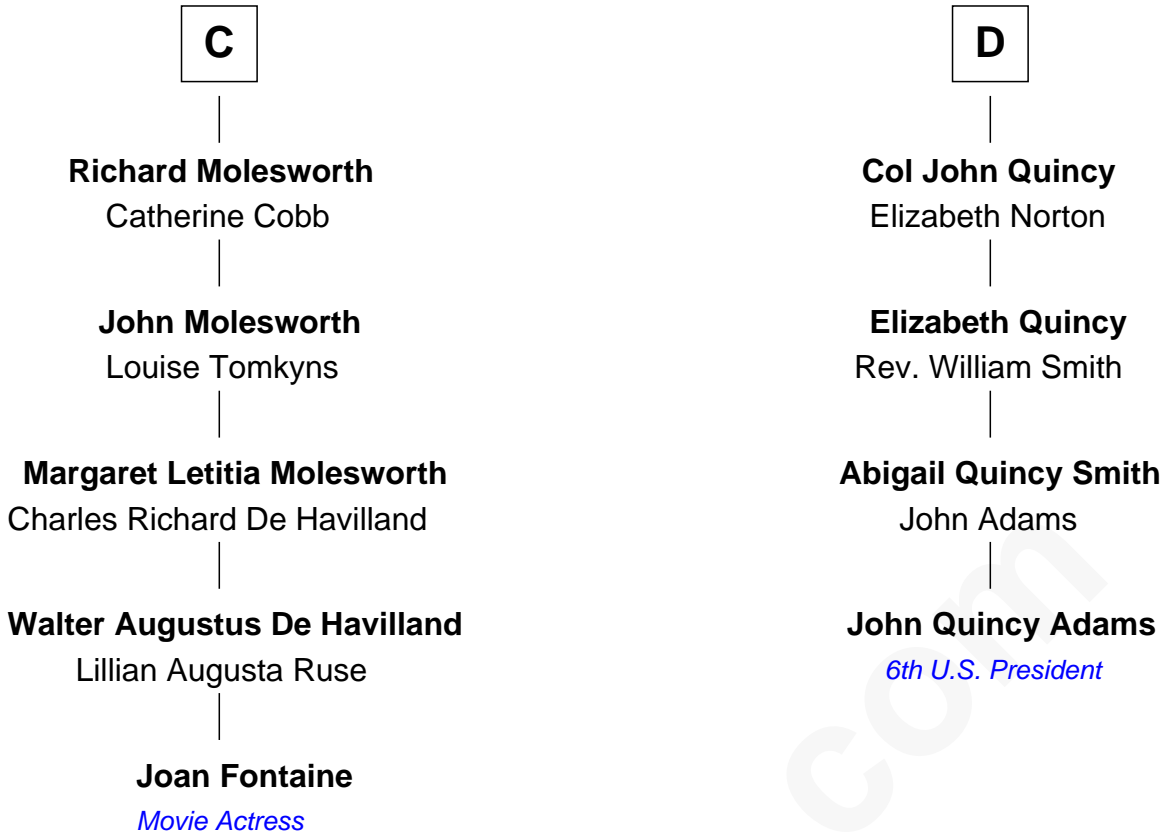 C
Richard Molesworth
Catherine Cobb
John Molesworth
Louise Tomkyns
Margaret Letitia Molesworth
Charles Richard De Havilland
Walter Augustus De Havilland
Lillian Augusta Ruse
Joan Fontaine
Movie Actress
D
Col John Quincy
Elizabeth Norton
Elizabeth Quincy
Rev. William Smith
Abigail Quincy Smith
John Adams
John Quincy Adams
6th U.S. President
com